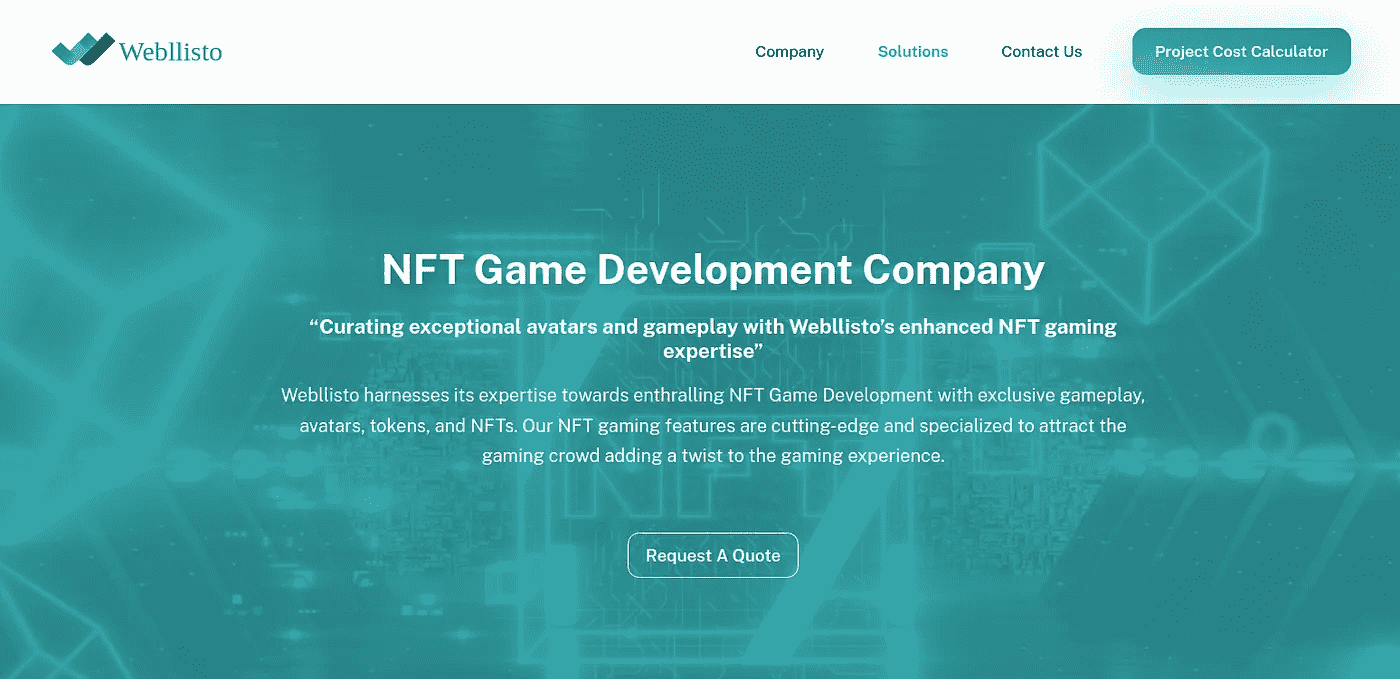 Webllisto
Company
Solutions
Contact Us
Project Cost Calculator
NFT Game Development Company
“Curating exceptional avatars and gameplay with Webllisto’s enhanced NFT gaming
expertise”
Webllisto harnesses its expertise towards enthralling NFT Game Development with exclusive gameplay,
avatars, tokens, and NFTs. Our NFT gaming features are cutting-edge and specialized to attract the
gaming crowd adding a twist to the gaming experience.
NFT
Request A Quote